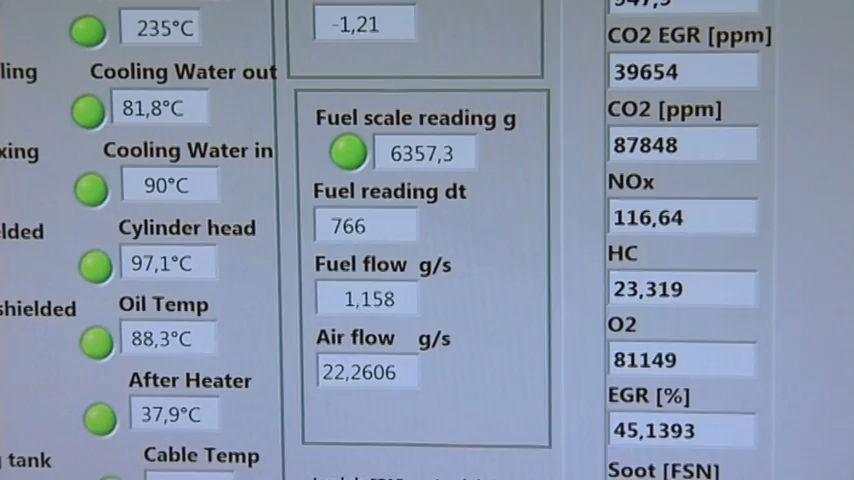 235°C
ling Cooling Water out
81,8°C
xing Cooling Water in
90°C
lded Cylinder head
97,1°C
shielded Oil Temp
88,3°C
After Heater
37,9°C
tank Cable Temp
-1,21
Fuel scale reading g
6357,3
Fuel reading dt
766
Fuel flow g/s
1,158
Air flow g/s
22,2606
CO2 EGR [ppm]
39654
CO2 [ppm]
87848
NOx
116,64
HC
23,319
O2
81149
EGR [%]
45,1393
Soot [FSN]